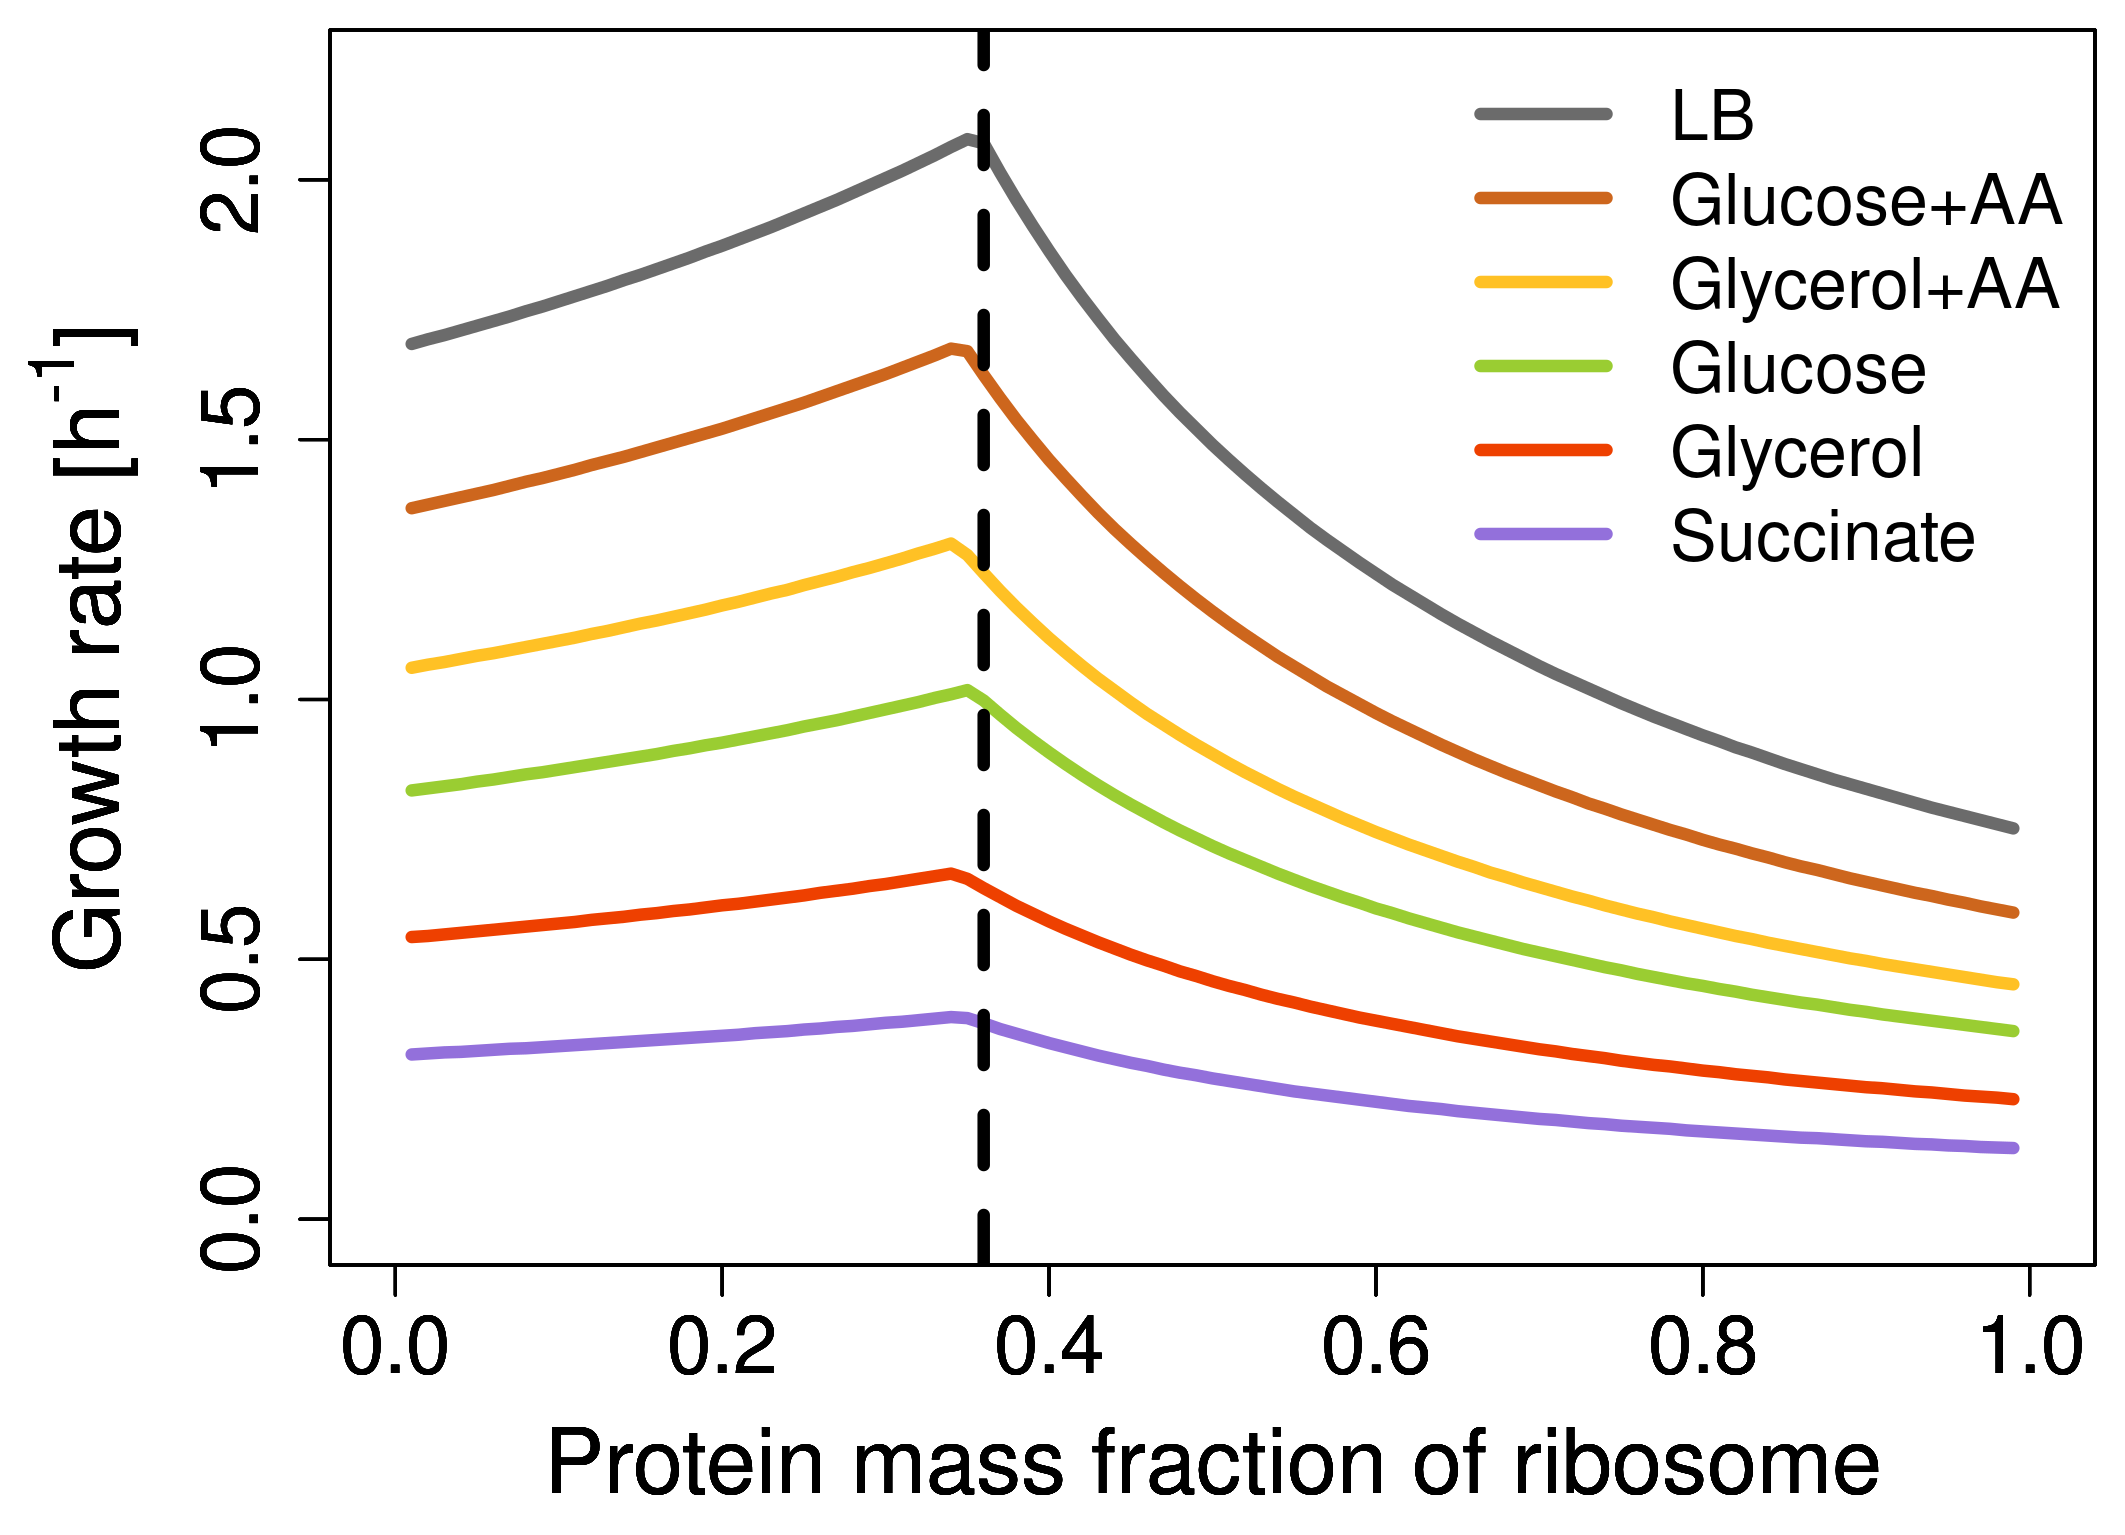 Growth rate [h⁻¹]
2.0
1.5
1.0
0.5
0.0
LB
Glucose+AA
Glycerol+AA
Glucose
Glycerol
Succinate
0.0 0.2 0.4 0.6 0.8 1.0
Protein mass fraction of ribosome